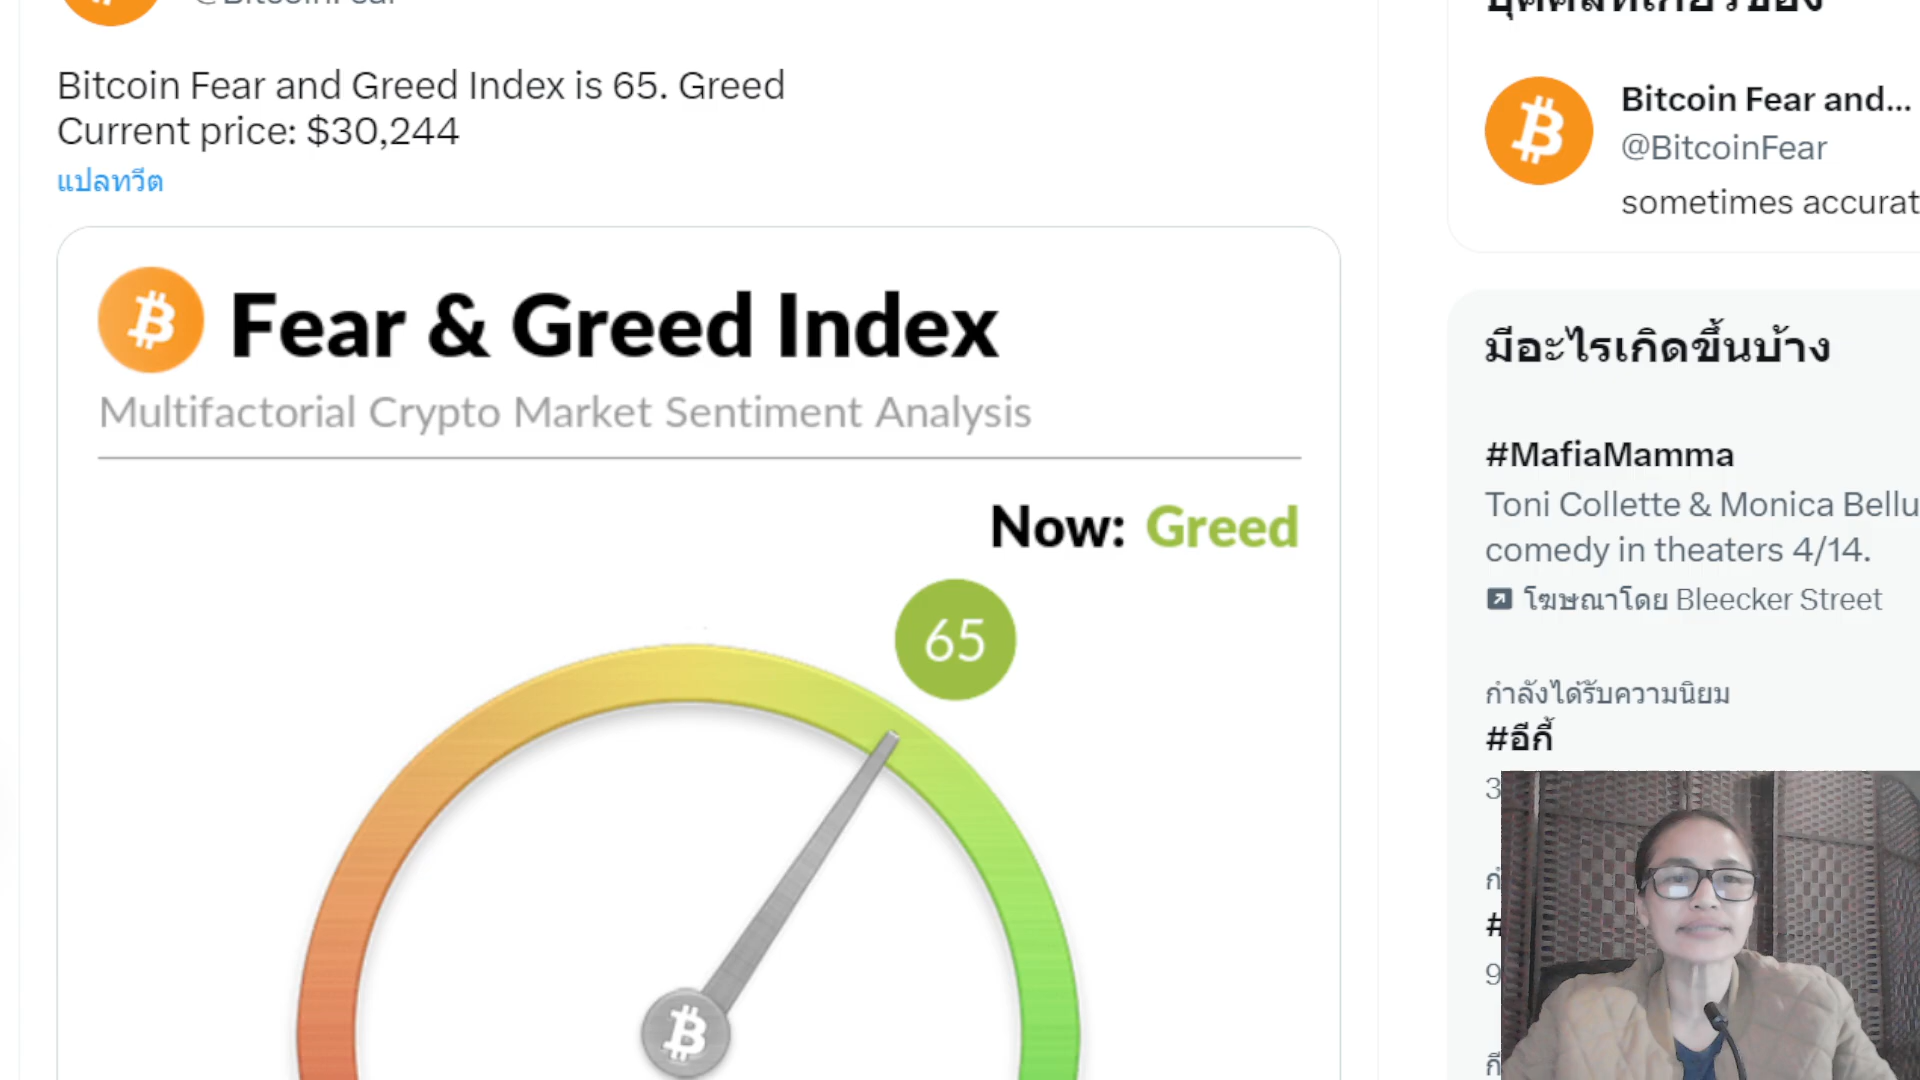 Bitcoin Fear and Greed Index is 65. Greed
Current price: $30,244
แปลทวีต
Fear & Greed Index
Multifactorial Crypto Market Sentiment Analysis
Now: Greed
65
Bitcoin Fear and...
@BitcoinFear
sometimes accurat
มีอะไรเกิดขึ้นบ้าง
#MafiaMamma
Toni Collette & Monica Bellu
comedy in theaters 4/14.
โฆษณาโดย Bleecker Street
กำลังได้รับความนิยม
#อีกี้
3
#
9